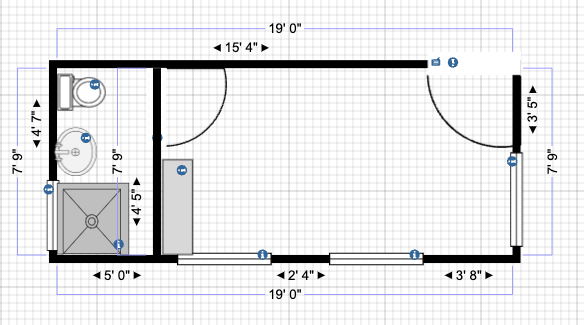 19' 0"
◄ 15' 4" ►
◄ 4' 7" ►
◄ 3' 5" ►
7' 9"
7' 9"
7' 9"
◄ 4' 5" ►
◄ 5' 0" ►
◄ 2' 4" ►
◄ 3' 8" ►
19' 0"